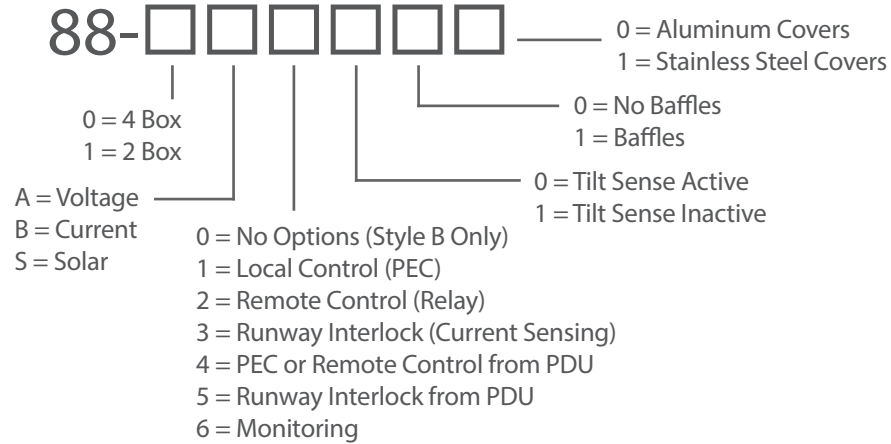 88-
0 = Aluminum Covers
1 = Stainless Steel Covers
0 = No Baffles
1 = Baffles
0 = Tilt Sense Active
1 = Tilt Sense Inactive
0 = 4 Box
1 = 2 Box
A = Voltage
B = Current
S = Solar
0 = No Options (Style B Only)
1 = Local Control (PEC)
2 = Remote Control (Relay)
3 = Runway Interlock (Current Sensing)
4 = PEC or Remote Control from PDU
5 = Runway Interlock from PDU
6 = Monitoring